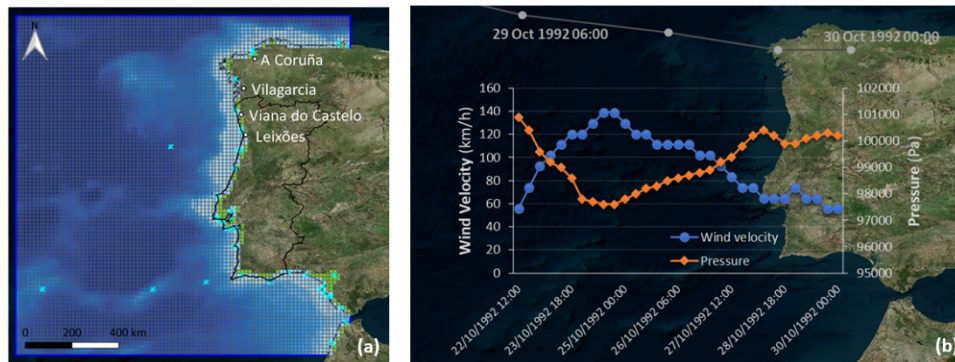 N
A Coruña
Vilagarcia
Viana do Castelo
Leixões
0 200 400 km
(a)
29 Oct 1992 06:00
30 Oct 1992 00:00
Wind Velocity (km/h)
160
140
120
100
80
60
40
20
0
102000
101000
100000
99000
98000
97000
96000
95000
Pressure (Pa)
Wind velocity
Pressure
22/10/1992 12:00
23/10/1992 18:00
25/10/1992 00:00
26/10/1992 06:00
27/10/1992 12:00
28/10/1992 18:00
30/10/1992 00:00
(b)